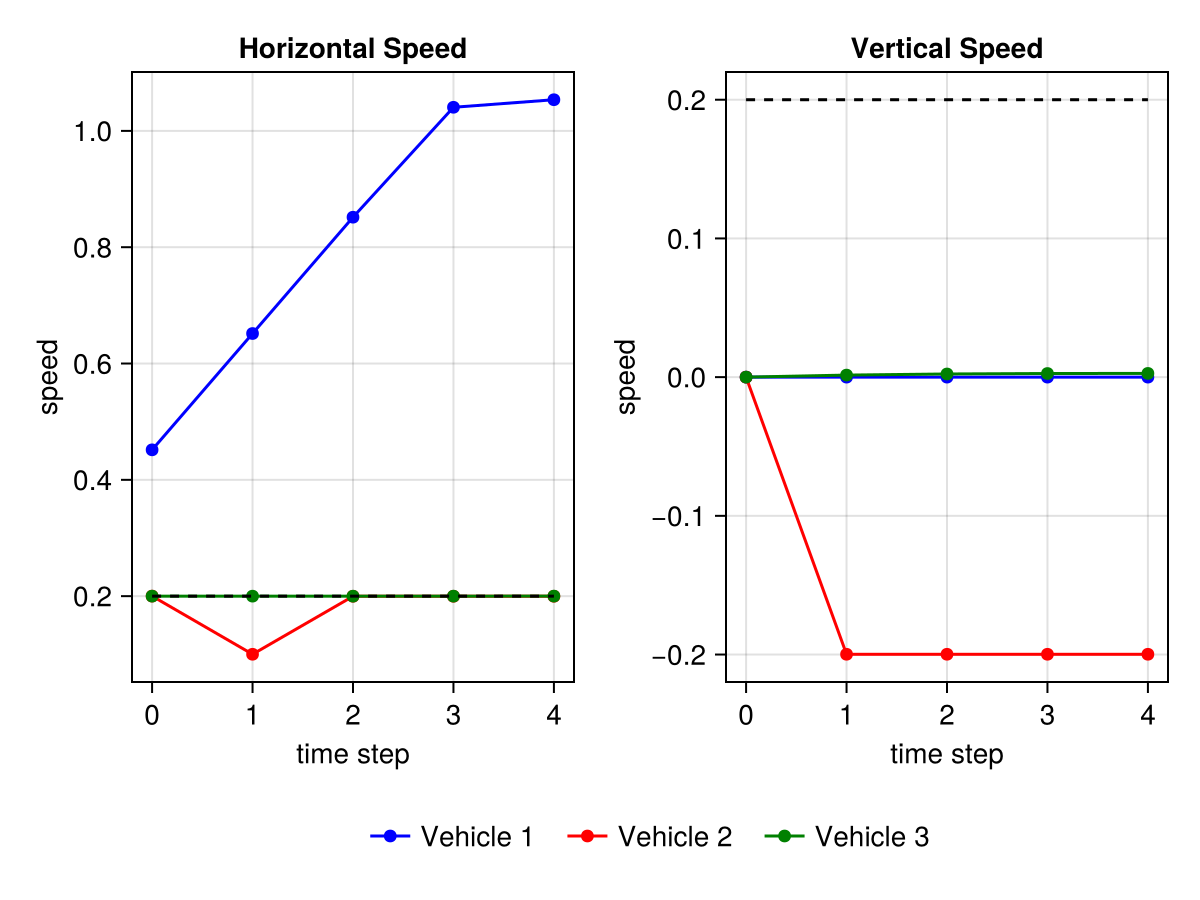 Horizontal Speed
1.0
0.8
0.6
0.4
0.2
speed
0 1 2 3 4
time step
Vertical Speed
0.2
0.1
0.0
−0.1
−0.2
speed
0 1 2 3 4
time step
Vehicle 1 Vehicle 2 Vehicle 3